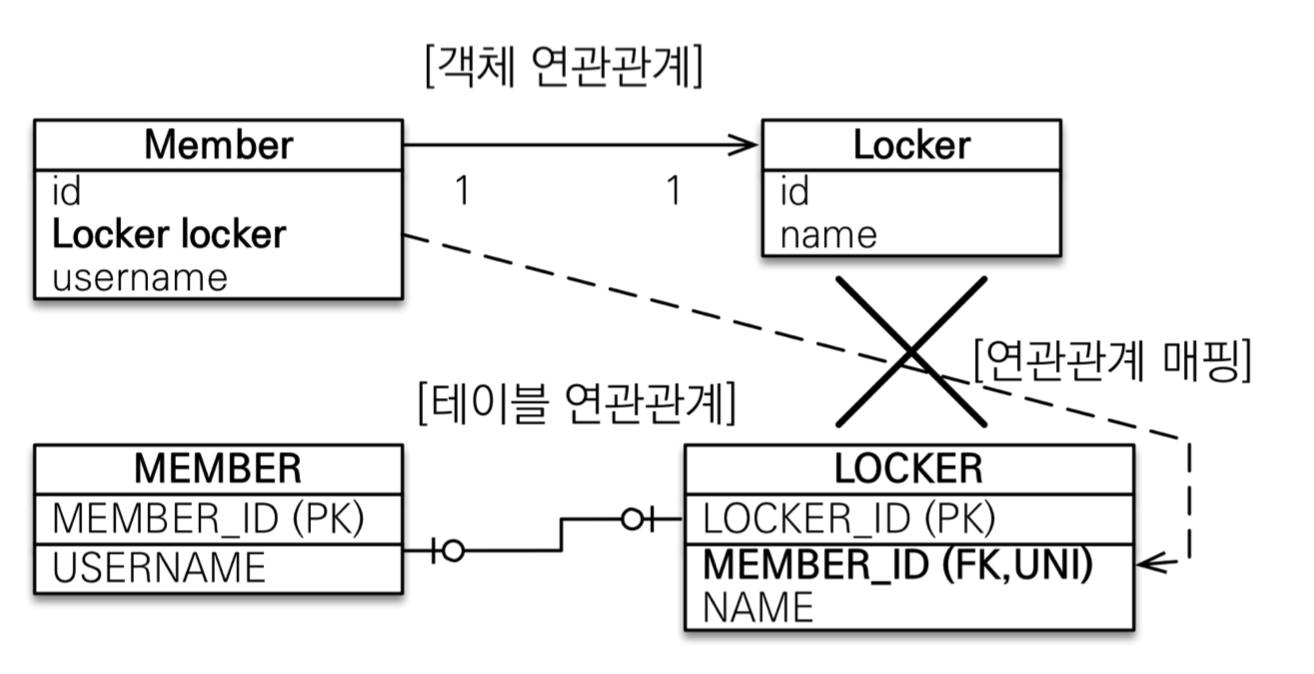 [객체 연관관계]
Member
id
Locker locker
username
1
1
Locker
id
name
[연관관계 매핑]
[테이블 연관관계]
MEMBER
MEMBER_ID (PK)
USERNAME
LOCKER
LOCKER_ID (PK)
MEMBER_ID (FK,UNI)
NAME